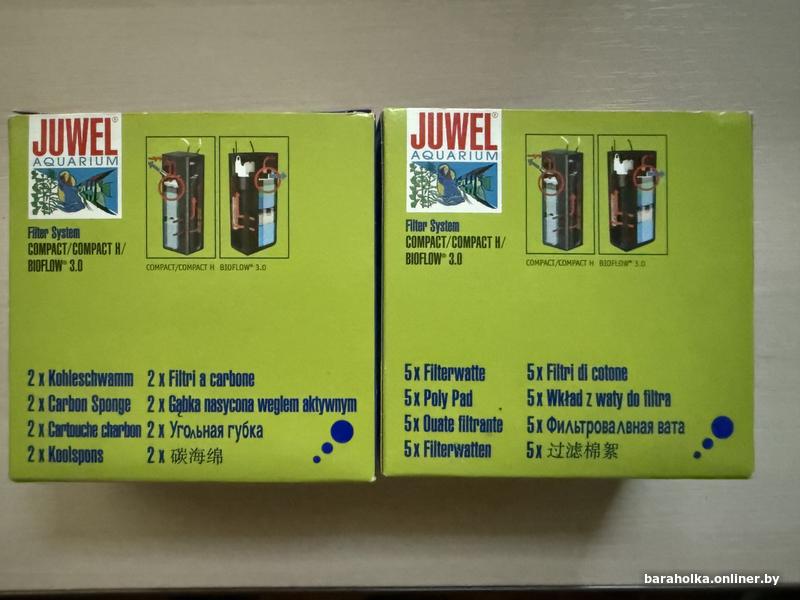 JUWEL®
AQUARIUM
Filter System
COMPACT/COMPACT H/
BIOFLOW® 3.0
COMPACT/COMPACT H BIOFLOW® 3.0
2 x Kohleschwamm
2 x Carbon Sponge
2 x Cartouche charbon
2 x Koolspons
2 x Filtri a carbone
2 x Gąbka nasycona weglem aktywnym
2 x Угольная губка
2 x 碳海绵
JUWEL®
AQUARIUM
Filter System
COMPACT/COMPACT H/
BIOFLOW® 3.0
COMPACT/COMPACT H BIOFLOW® 3.0
5 x Filterwatte
5 x Poly Pad
5 x Ouate filtrante
5 x Filterwatten
5 x Filtri di cotone
5 x Wkład z waty do filtra
5 x Фильтровалвная вата
5 x 过滤棉絮
baraholka.onliner.by